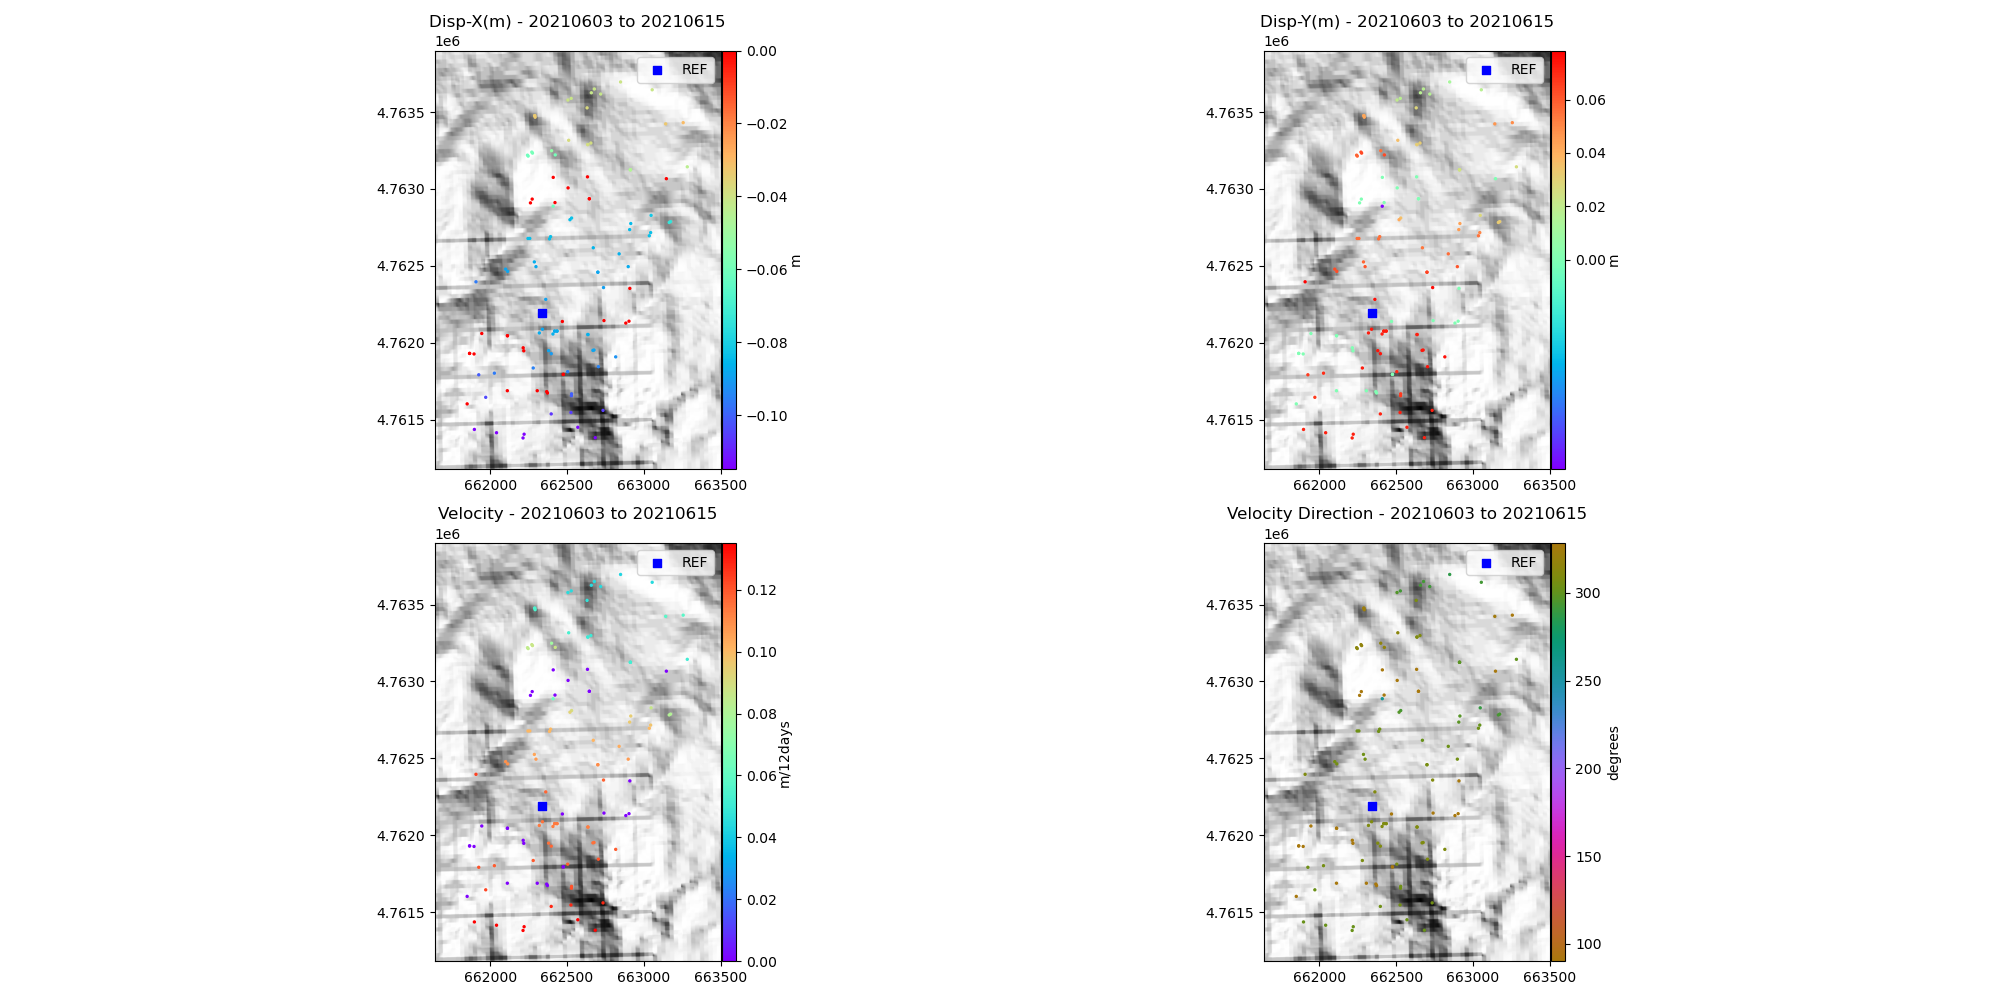 Disp-X(m) - 20210603 to 20210615
1e6
REF
4.7635
4.7630
4.7625
4.7620
4.7615
662000 662500 663000 663500
0.00
−0.02
−0.04
−0.06
−0.08
−0.10
m
Disp-Y(m) - 20210603 to 20210615
1e6
REF
4.7635
4.7630
4.7625
4.7620
4.7615
662000 662500 663000 663500
0.06
0.04
0.02
0.00
m
Velocity - 20210603 to 20210615
1e6
REF
4.7635
4.7630
4.7625
4.7620
4.7615
662000 662500 663000 663500
0.12
0.10
0.08
0.06
0.04
0.02
0.00
m/12days
Velocity Direction - 20210603 to 20210615
1e6
REF
4.7635
4.7630
4.7625
4.7620
4.7615
662000 662500 663000 663500
300
250
200
150
100
degrees